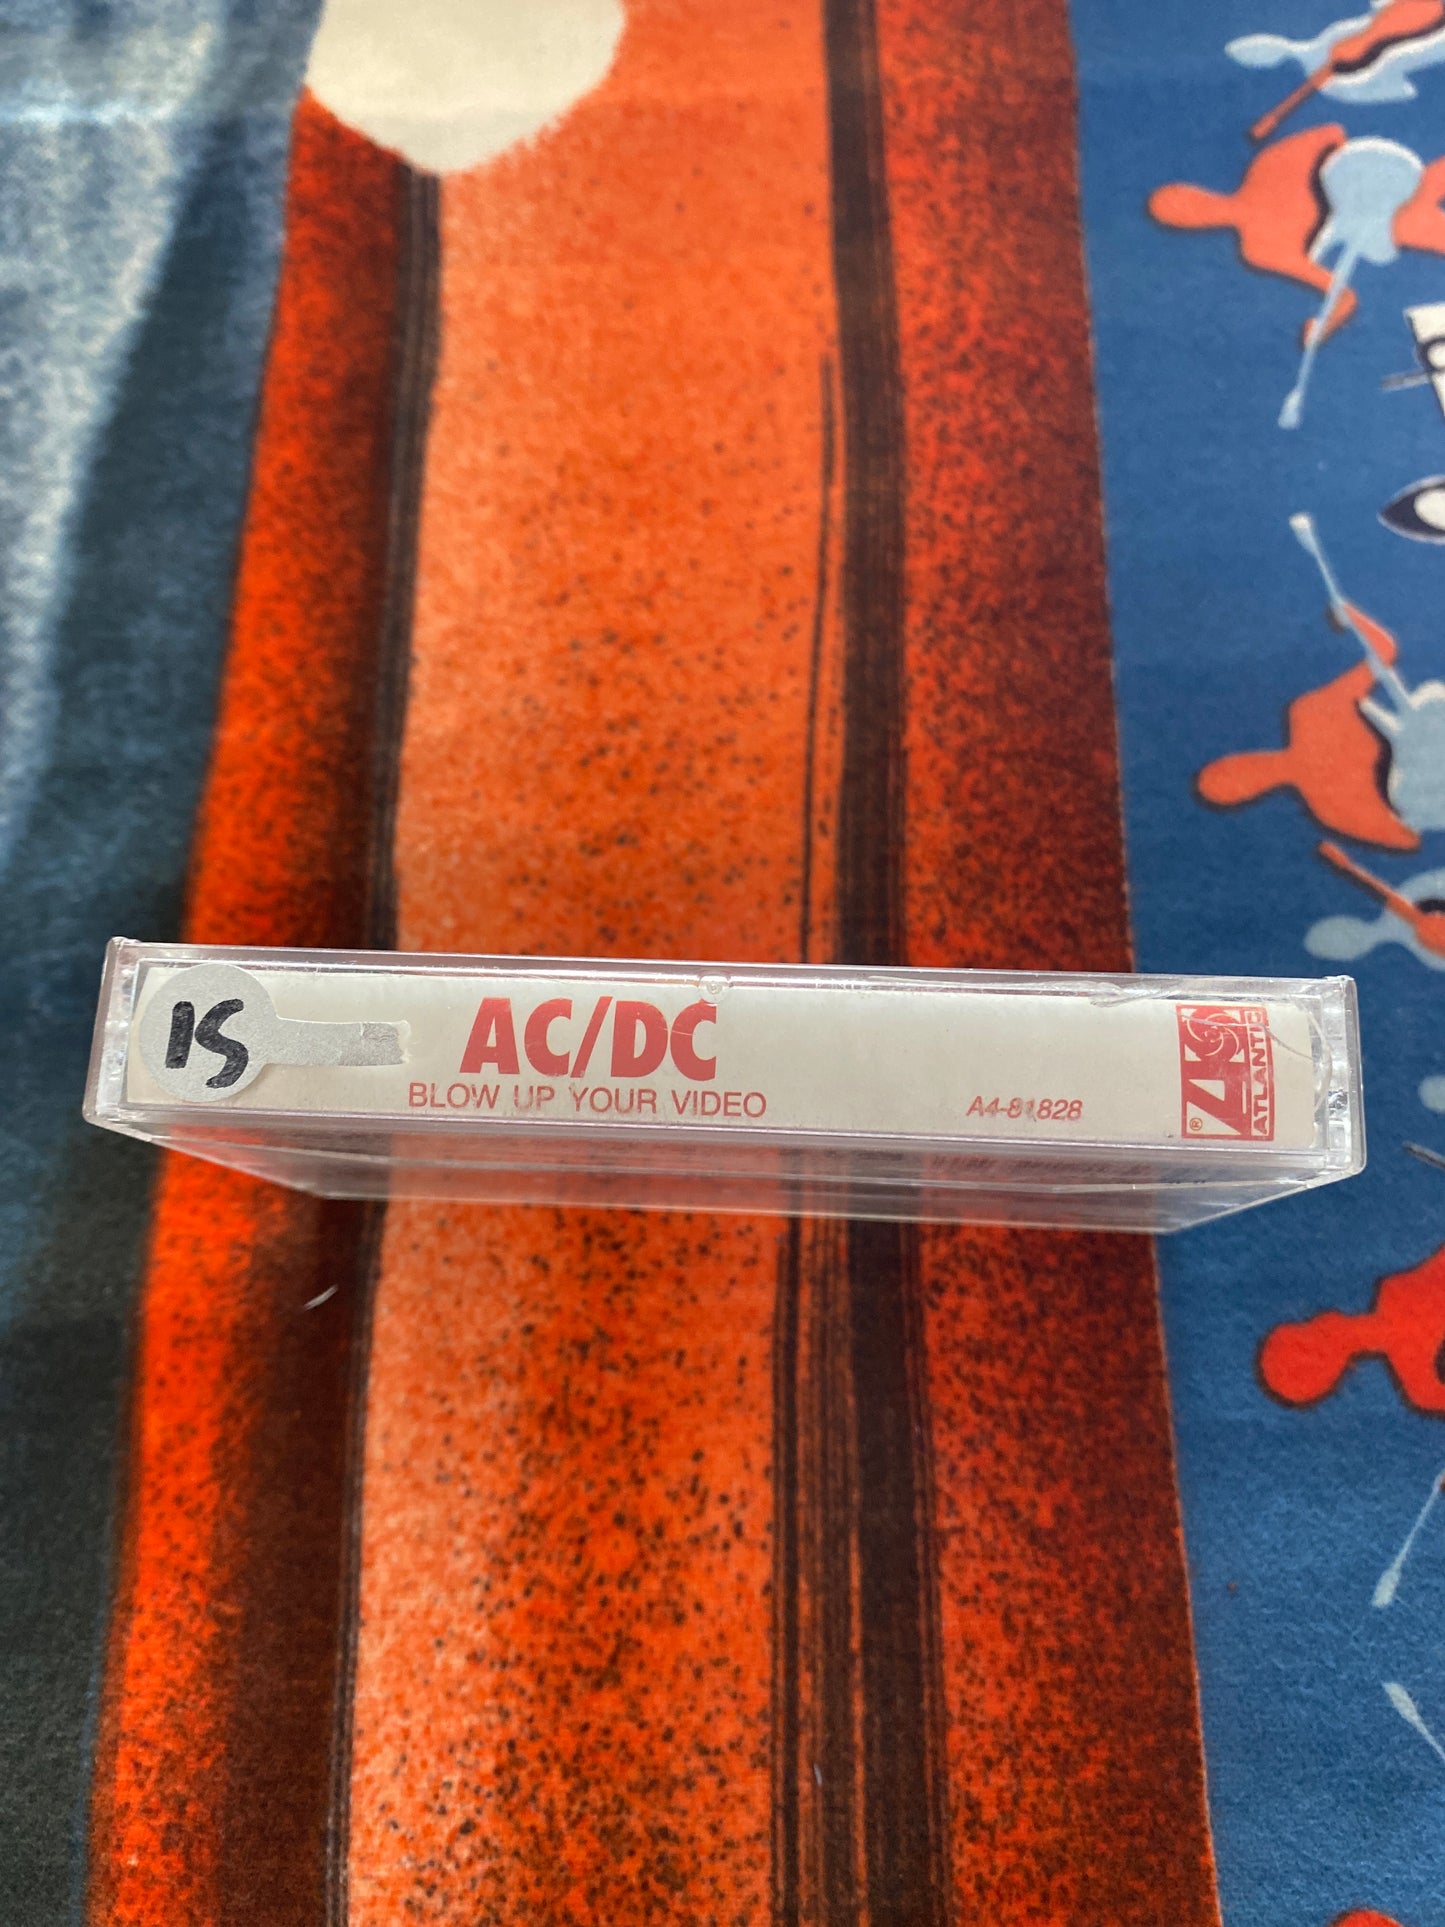 15
AC/DC
BLOW UP YOUR VIDEO
A4-81828
ATLANTIC
®